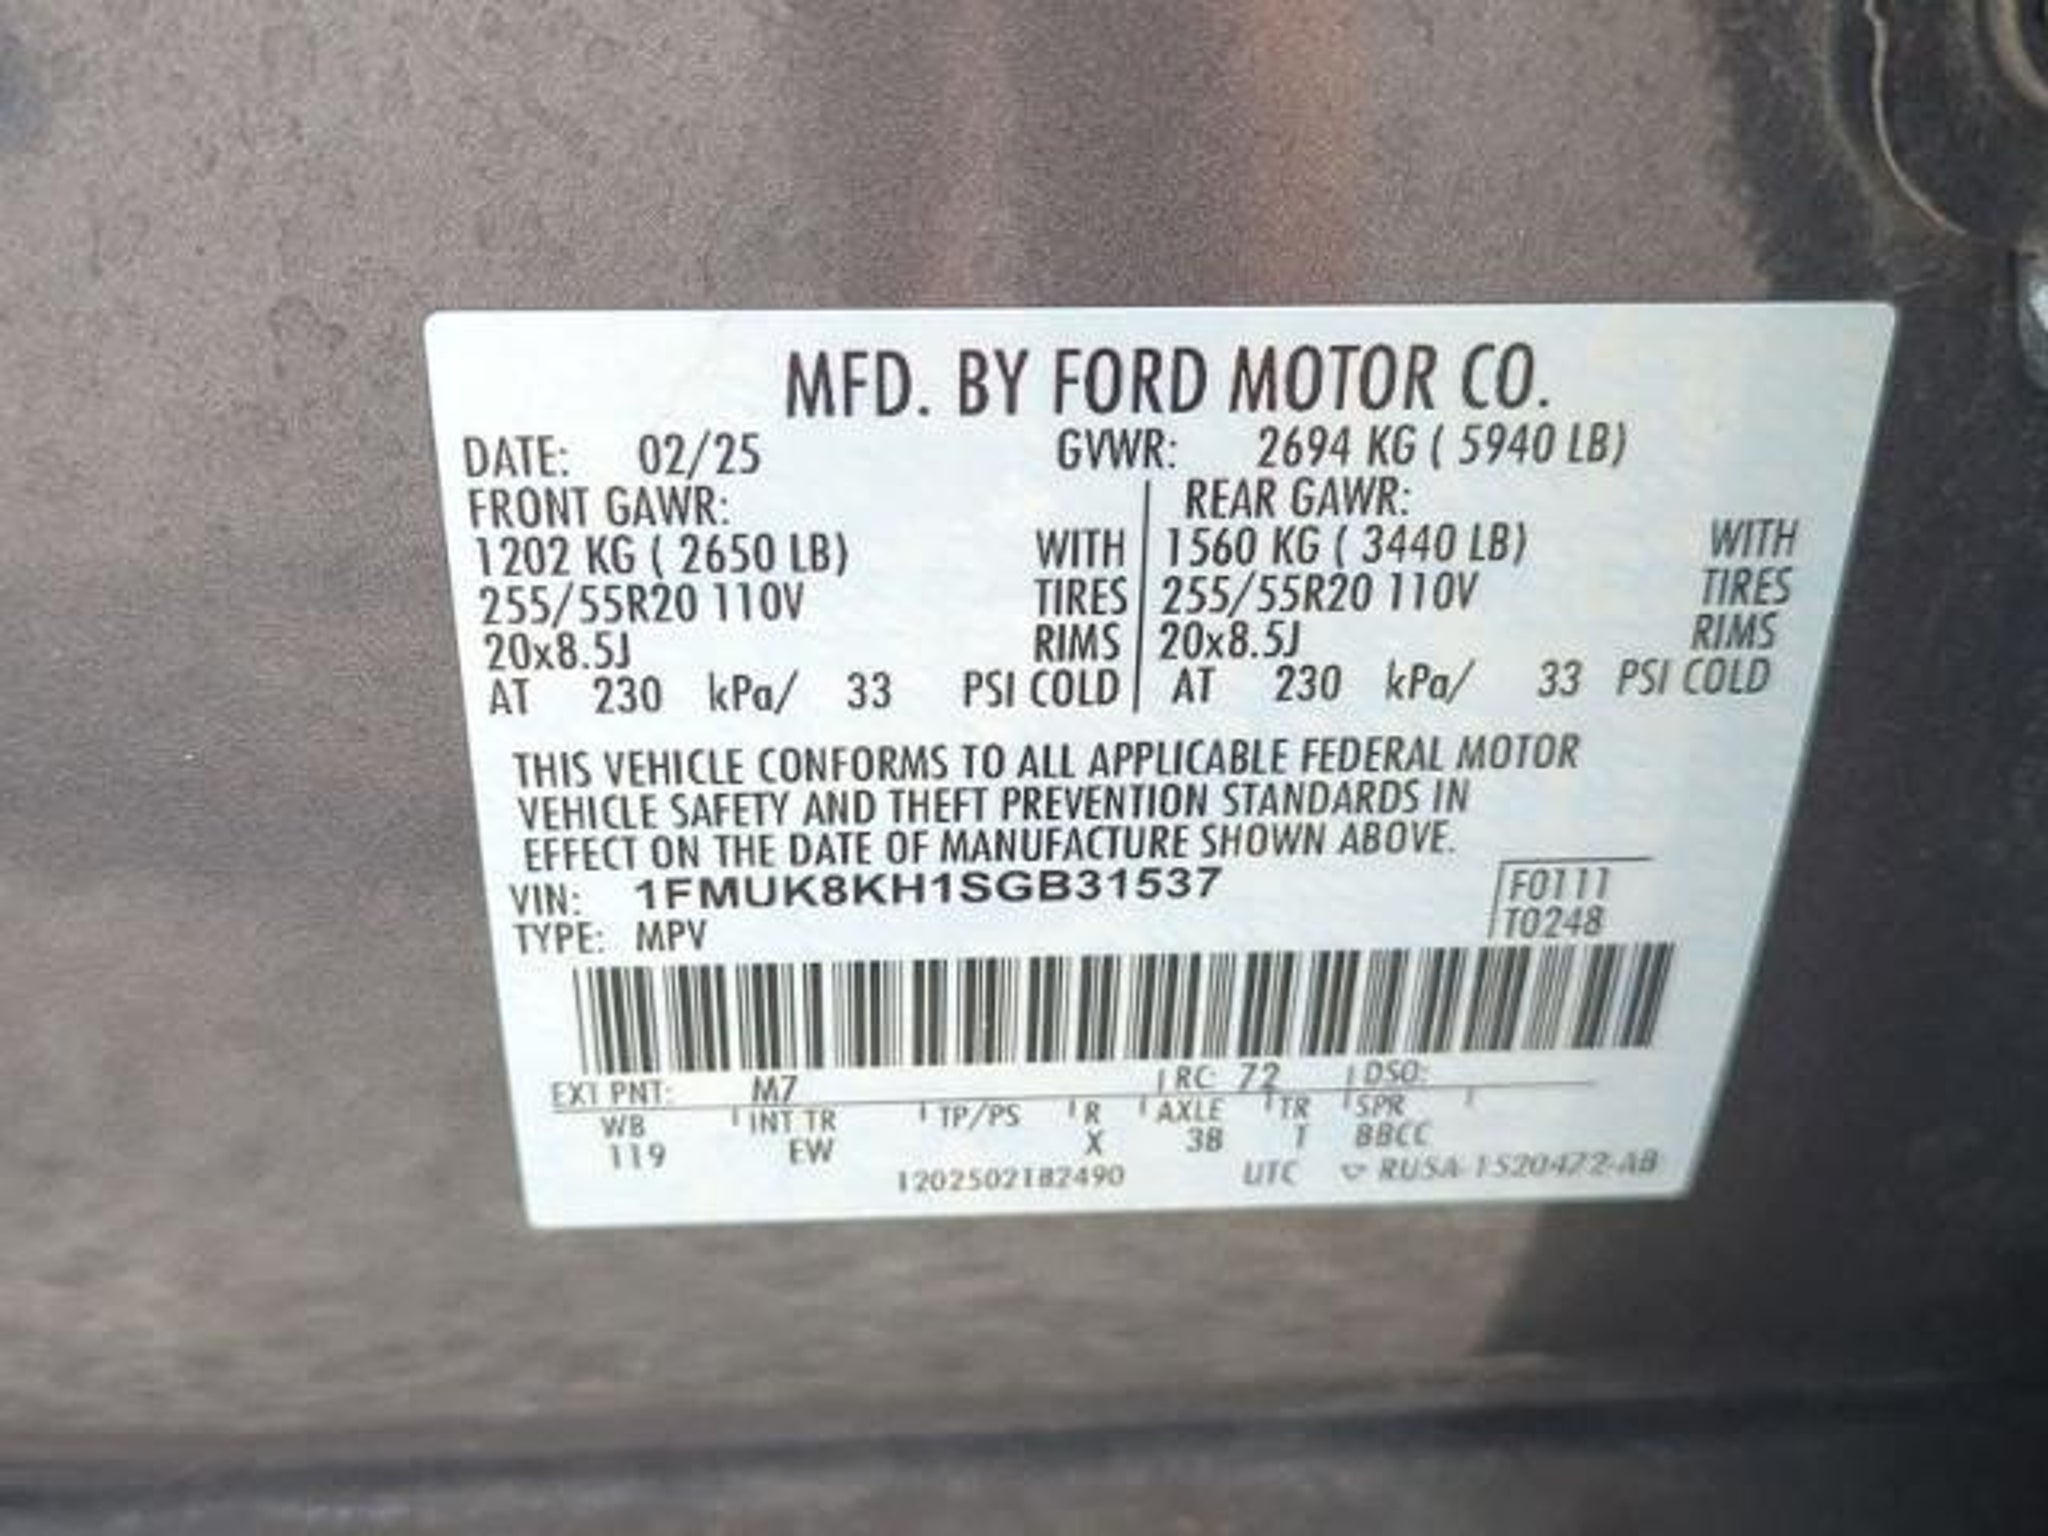 MFD. BY FORD MOTOR CO.
DATE: 02/25 GVWR: 2694 KG ( 5940 LB)
FRONT GAWR: REAR GAWR:
1202 KG ( 2650 LB) WITH 1560 KG ( 3440 LB) WITH
255/55R20 110V TIRES 255/55R20 110V TIRES
20x8.5J RIMS 20x8.5J RIMS
AT 230 kPa/ 33 PSI COLD AT 230 kPa/ 33 PSI COLD
THIS VEHICLE CONFORMS TO ALL APPLICABLE FEDERAL MOTOR
VEHICLE SAFETY AND THEFT PREVENTION STANDARDS IN
EFFECT ON THE DATE OF MANUFACTURE SHOWN ABOVE.
VIN: 1FMUK8KH1SGB31537 F0111
TYPE: MPV T0248
EXT PNT: M7 RC: 72 DSO:
WB INT TR TP/PS R AXLE TR SPR
119 EW X 3B T BBCC
1202502182490 UTC